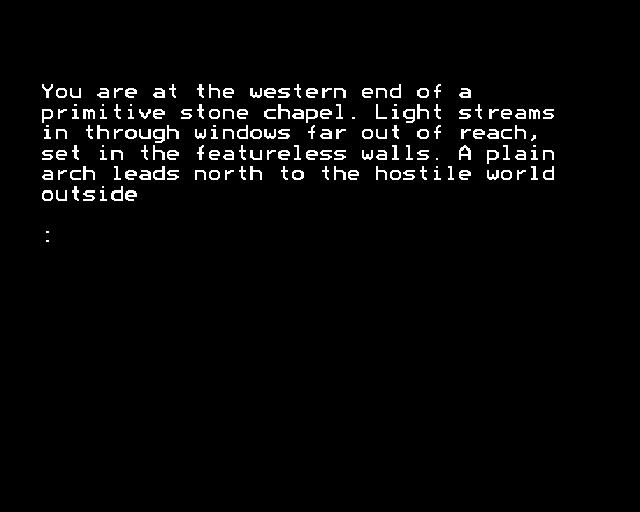 You are at the western end of a
primitive stone chapel. Light streams
in through windows far out of reach,
set in the featureless walls. A plain
arch leads north to the hostile world
outside
: